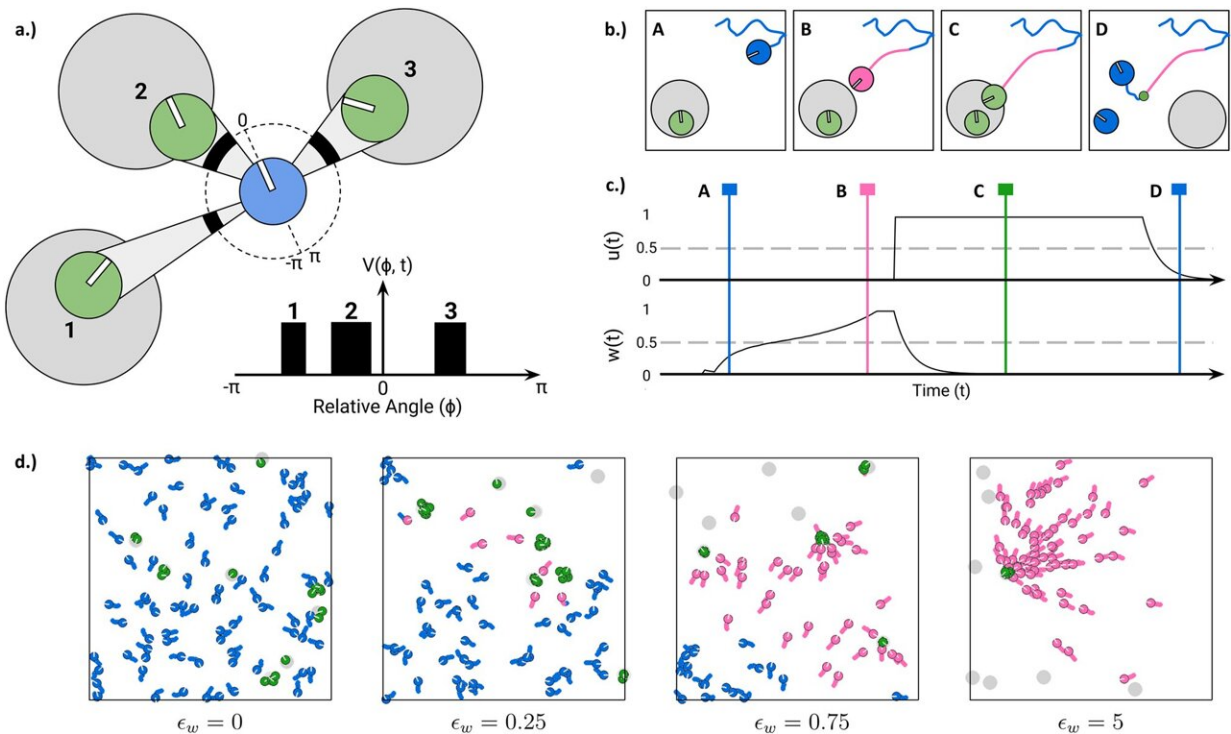 a.)
2
3
0
-π π
1
V(ϕ, t)
1 2 3
-π 0 π
Relative Angle (ϕ)
b.)
A B C D
c.)
A B C D
u(t)
1
0.5
0
w(t)
1
0.5
0
Time (t)
d.)
ϵw = 0
ϵw = 0.25
ϵw = 0.75
ϵw = 5